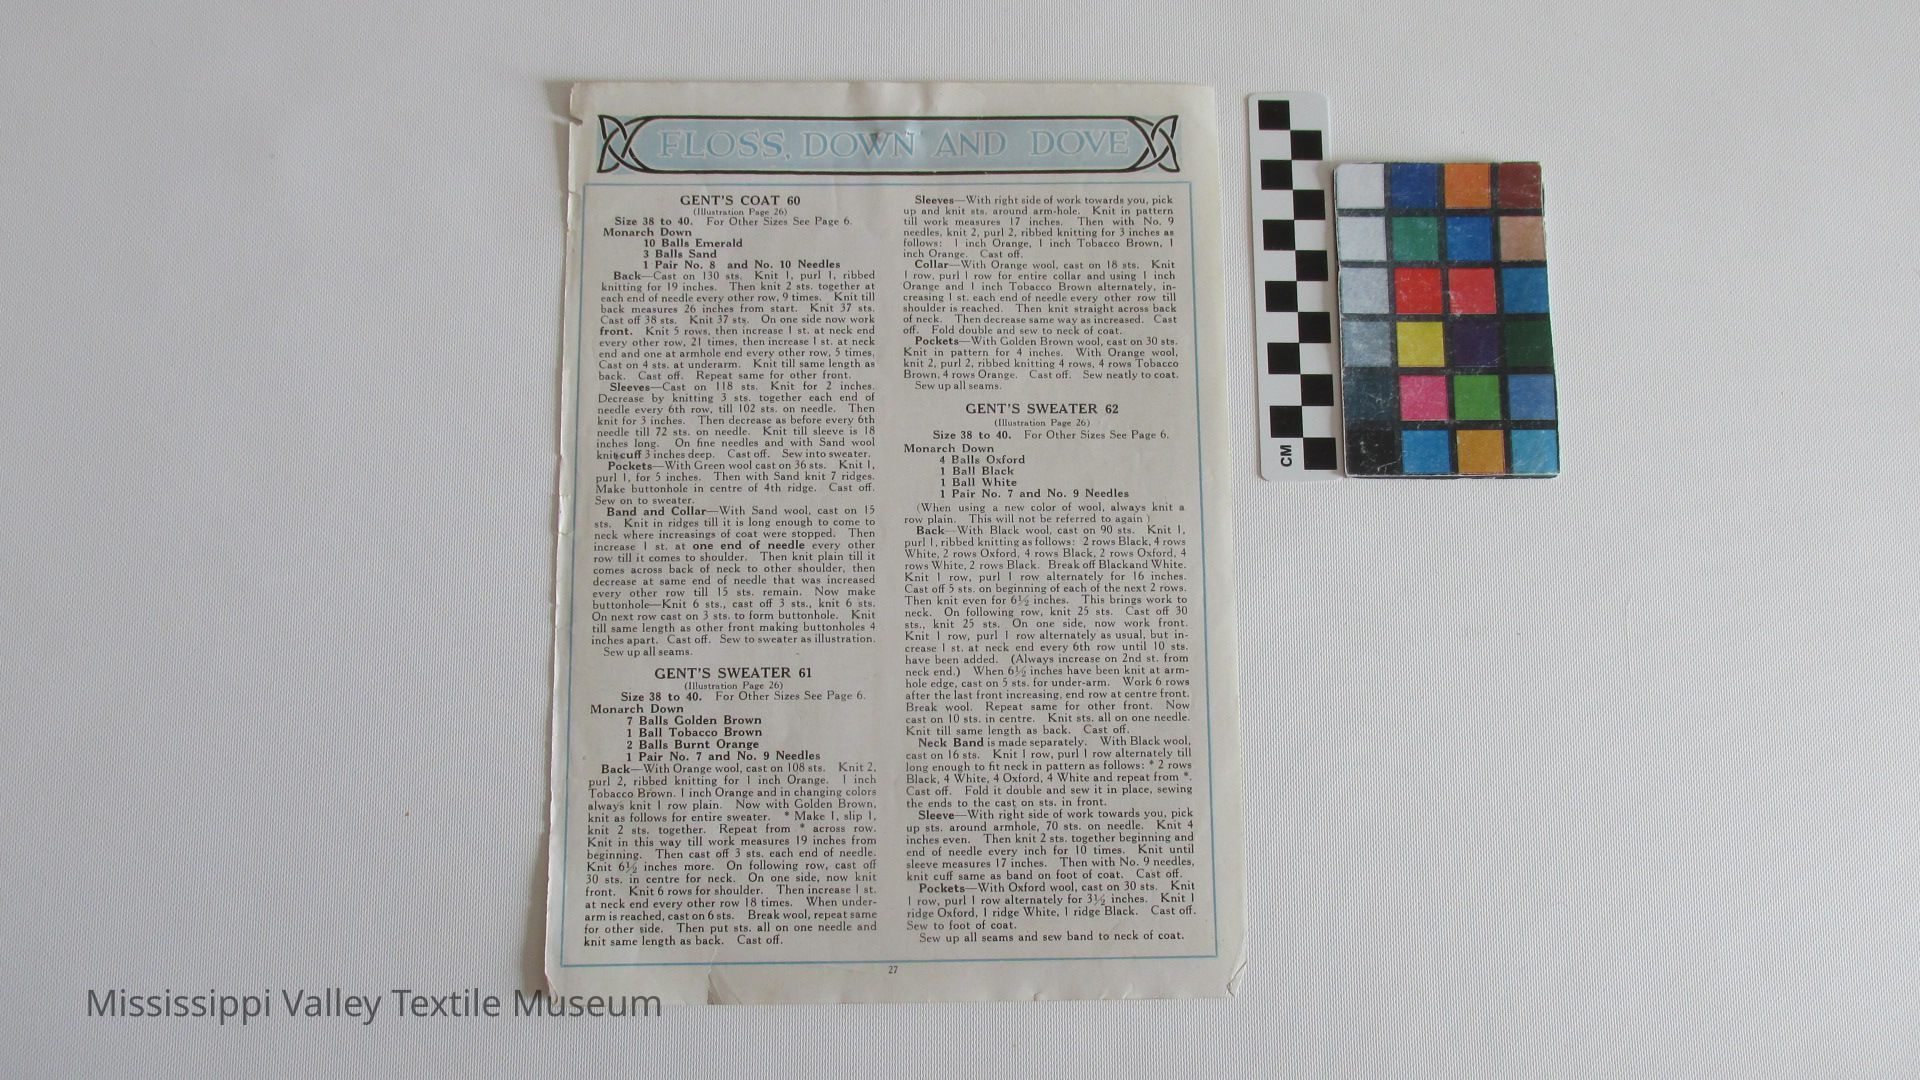 FLOSS, DOWN AND DOVE
GENT'S COAT 60
(Illustration Page 26)
Size 38 to 40. For Other Sizes See Page 6.
Monarch Down
10 Balls Emerald
3 Balls Sand
1 Pair No. 8 and No. 10 Needles
Back—Cast on 130 sts. Knit 1, purl 1, ribbed
knitting for 19 inches. Then knit 2 sts. together at
each end of needle every other row, 9 times. Knit till
back measures 26 inches from start. Knit 37 sts.
Cast off 38 sts. Knit 37 sts. On one side now work
front. Knit 5 rows, then increase 1 st. at neck end
every other row, 21 times, then increase 1 st. at neck
end and one at armhole end every other row, 5 times.
Cast on 4 sts. at underarm. Knit till same length as
back. Cast off. Repeat same for other front.
Sleeves—Cast on 118 sts. Knit for 2 inches.
Decrease by knitting 3 sts. together each end of
needle every 6th row, till 102 sts. on needle. Then
knit for 3 inches. Then decrease as before every 6th
needle till 72 sts. on needle. Knit till sleeve is 18
inches long. On fine needles and with Sand wool
knit cuff 3 inches deep. Cast off. Sew into sweater.
Pockets—With Green wool cast on 36 sts. Knit 1,
purl 1, for 5 inches. Then with Sand knit 7 ridges.
Make buttonhole in centre of 4th ridge. Cast off.
Sew on to sweater.
Band and Collar—With Sand wool, cast on 15
sts. Knit in ridges till it is long enough to come to
neck where increasings of coat were stopped. Then
increase 1 st. at one end of needle every other
row till it comes to shoulder. Then knit plain till it
comes across back of neck to other shoulder, then
decrease at same end of needle that was increased
every other row till 15 sts. remain. Now make
buttonhole—Knit 6 sts., cast off 3 sts., knit 6 sts.
On next row cast on 3 sts. to form buttonhole. Knit
till same length as other front making buttonholes 4
inches apart. Cast off. Sew to sweater as illustration.
Sew up all seams.
GENT'S SWEATER 61
(Illustration Page 26)
Size 38 to 40. For Other Sizes See Page 6.
Monarch Down
7 Balls Golden Brown
1 Ball Tobacco Brown
2 Balls Burnt Orange
1 Pair No. 7 and No. 9 Needles
Back—With Orange wool, cast on 108 sts. Knit 2,
purl 2, ribbed knitting for 1 inch Orange. 1 inch
Tobacco Brown. 1 inch Orange and in changing colors
always knit 1 row plain. Now with Golden Brown,
knit as follows for entire sweater. * Make 1, slip 1,
knit 2 sts. together. Repeat from * across row.
Knit in this way till work measures 19 inches from
beginning. Then cast off 3 sts. each end of needle.
Knit 6½ inches more. On following row, cast off
30 sts. in centre for neck. On one side, now knit
front. Knit 6 rows for shoulder. Then increase 1 st.
at neck end every other row 18 times. When under-
arm is reached, cast on 6 sts. Break wool, repeat same
for other side. Then put sts. all on one needle and
knit same length as back. Cast off.
Sleeves—With right side of work towards you, pick
up and knit sts. around arm-hole. Knit in pattern
till work measures 17 inches. Then with No. 9
needles, knit 2, purl 2, ribbed knitting for 3 inches as
follows: 1 inch Orange, 1 inch Tobacco Brown, 1
inch Orange. Cast off.
Collar—With Orange wool, cast on 18 sts. Knit
1 row, purl 1 row for entire collar and using 1 inch
Orange and 1 inch Tobacco Brown alternately, in-
creasing 1 st. each end of needle every other row till
shoulder is reached. Then knit straight across back
of neck. Then decrease same way as increased. Cast
off. Fold double and sew to neck of coat.
Pockets—With Golden Brown wool, cast on 30 sts.
Knit in pattern for 4 inches. With Orange wool,
knit 2, purl 2, ribbed knitting 4 rows, 4 rows Tobacco
Brown, 4 rows Orange. Cast off. Sew neatly to coat.
Sew up all seams.
GENT'S SWEATER 62
(Illustration Page 26)
Size 38 to 40. For Other Sizes See Page 6.
Monarch Down
4 Balls Oxford
1 Ball Black
1 Ball White
1 Pair No. 7 and No. 9 Needles
(When using a new color of wool, always knit a
row plain. This will not be referred to again )
Back—With Black wool, cast on 90 sts. Knit 1,
purl 1, ribbed knitting as follows: 2 rows Black, 4 rows
White, 2 rows Oxford, 4 rows Black, 2 rows Oxford, 4
rows White, 2 rows Black. Break off Blackand White.
Knit 1 row, purl 1 row alternately for 16 inches.
Cast off 5 sts. on beginning of each of the next 2 rows.
Then knit even for 6½ inches. This brings work to
neck. On following row, knit 25 sts. Cast off 30
sts., knit 25 sts. On one side, now work front.
Knit 1 row, purl 1 row alternately as usual, but in-
crease 1 st. at neck end every 6th row until 10 sts.
have been added. (Always increase on 2nd st. from
neck end.) When 6½ inches have been knit at arm-
hole edge, cast on 5 sts. for under-arm. Work 6 rows
after the last front increasing, end row at centre front.
Break wool. Repeat same for other front. Now
cast on 10 sts. in centre. Knit sts. all on one needle.
Knit till same length as back. Cast off.
Neck Band is made separately. With Black wool,
cast on 16 sts. Knit 1 row, purl 1 row alternately till
long enough to fit neck in pattern as follows: * 2 rows
Black, 4 White, 4 Oxford, 4 White and repeat from *.
Cast off. Fold it double and sew it in place, sewing
the ends to the cast on sts. in front.
Sleeve—With right side of work towards you, pick
up sts. around armhole, 70 sts. on needle. Knit 4
inches even. Then knit 2 sts. together beginning and
end of needle every inch for 10 times. Knit until
sleeve measures 17 inches. Then with No. 9 needles,
knit cuff same as band on foot of coat. Cast off.
Pockets—With Oxford wool, cast on 30 sts. Knit
1 row, purl 1 row alternately for 3½ inches. Knit 1
ridge Oxford, 1 ridge White, 1 ridge Black. Cast off.
Sew to foot of coat.
Sew up all seams and sew band to neck of coat.
27
CM
Mississippi Valley Textile Museum